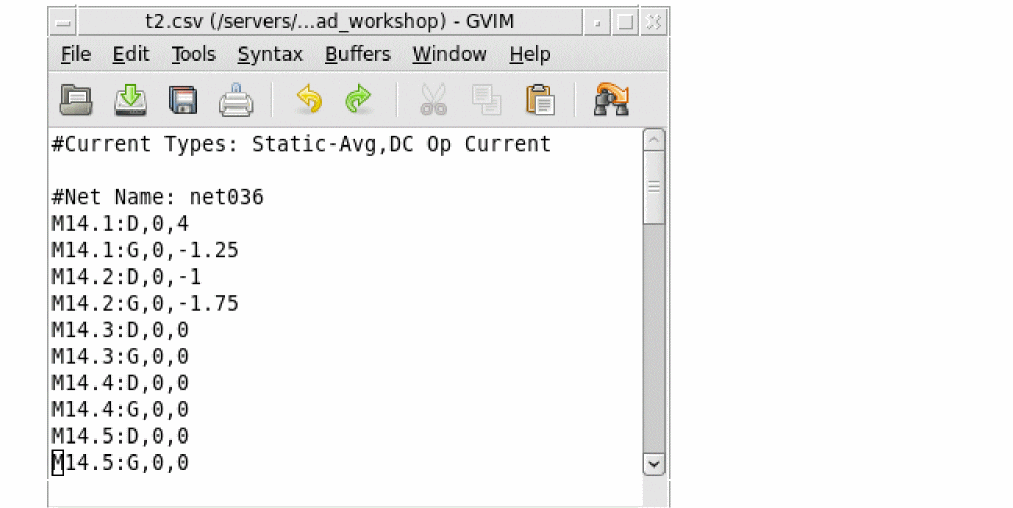 t2.csv (/servers/...ad_workshop) - GVIM
File Edit Tools Syntax Buffers Window Help
#Current Types: Static-Avg,DC Op Current
#Net Name: net036
M14.1:D,0,4
M14.1:G,0,-1.25
M14.2:D,0,-1
M14.2:G,0,-1.75
M14.3:D,0,0
M14.3:G,0,0
M14.4:D,0,0
M14.4:G,0,0
M14.5:D,0,0
M14.5:G,0,0